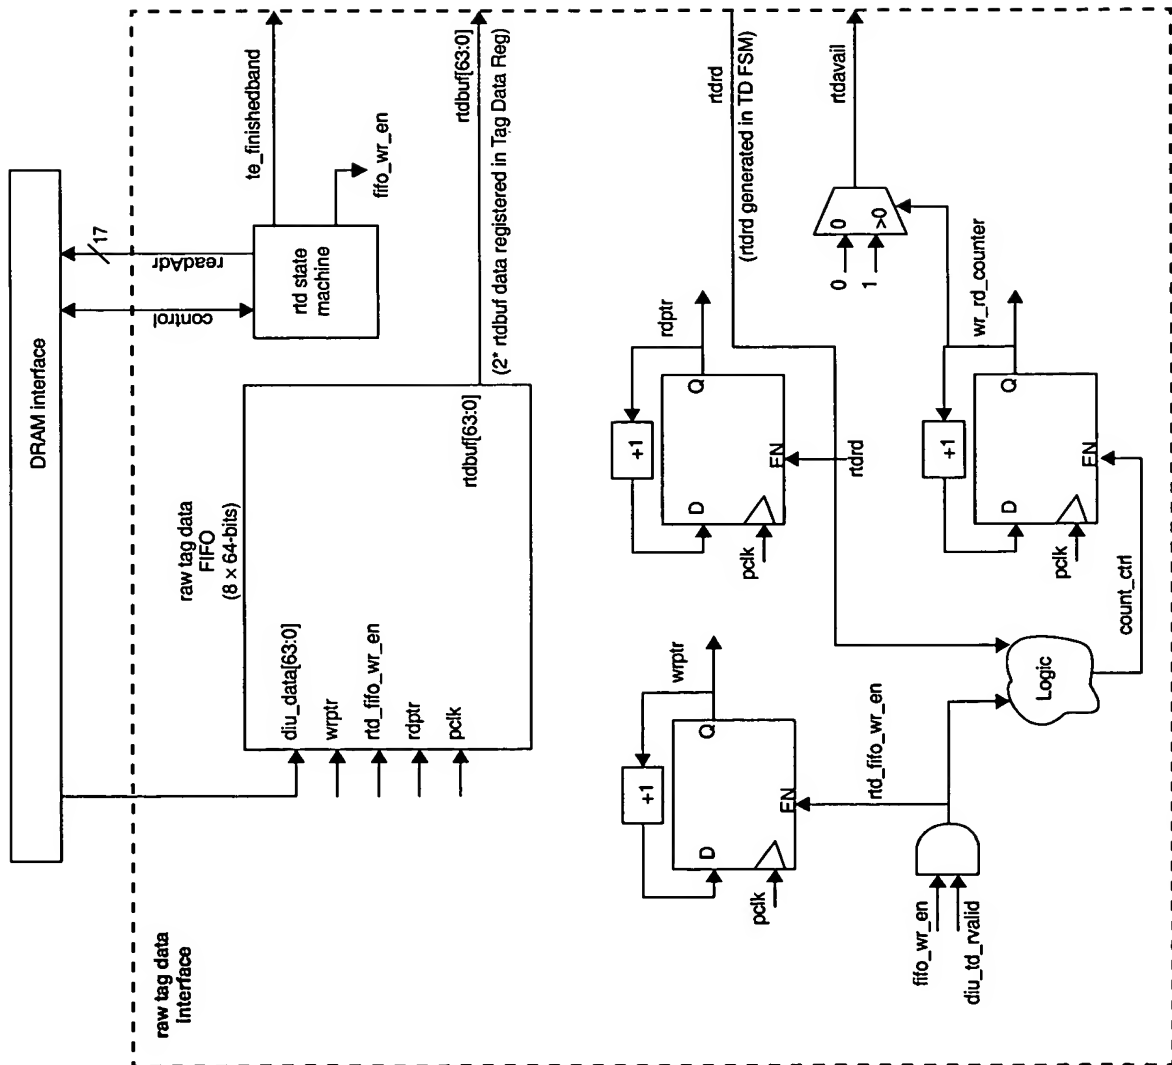 DRAM interface
control
readAdr
17
rtd state
machine
te_finishedband
fifo_wr_en
raw tag data
FIFO
(8 × 64-bits)
diu_data[63:0]
wrptr
rtd_fifo_wr_en
rdptr
pclk
rtdbuf[63:0]
rtdbuf[63:0]
(2* rtdbuf data registered in Tag Data Reg)
raw tag data
interface
+1
D
Q
EN
pclk
wrptr
+1
D
Q
EN
pclk
rdptr
rtdrd
rtdrd
(rtdrd generated in TD FSM)
fifo_wr_en
diu_td_rvalid
rtd_fifo_wr_en
Logic
count_ctrl
+1
D
Q
EN
pclk
wr_rd_counter
0
1
0
>0
rtdavail